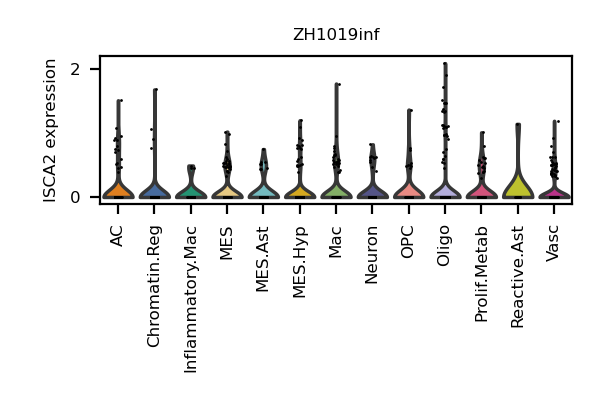 ZH1019inf
ISCA2 expression
2
0
AC
Chromatin.Reg
Inflammatory.Mac
MES
MES.Ast
MES.Hyp
Mac
Neuron
OPC
Oligo
Prolif.Metab
Reactive.Ast
Vasc